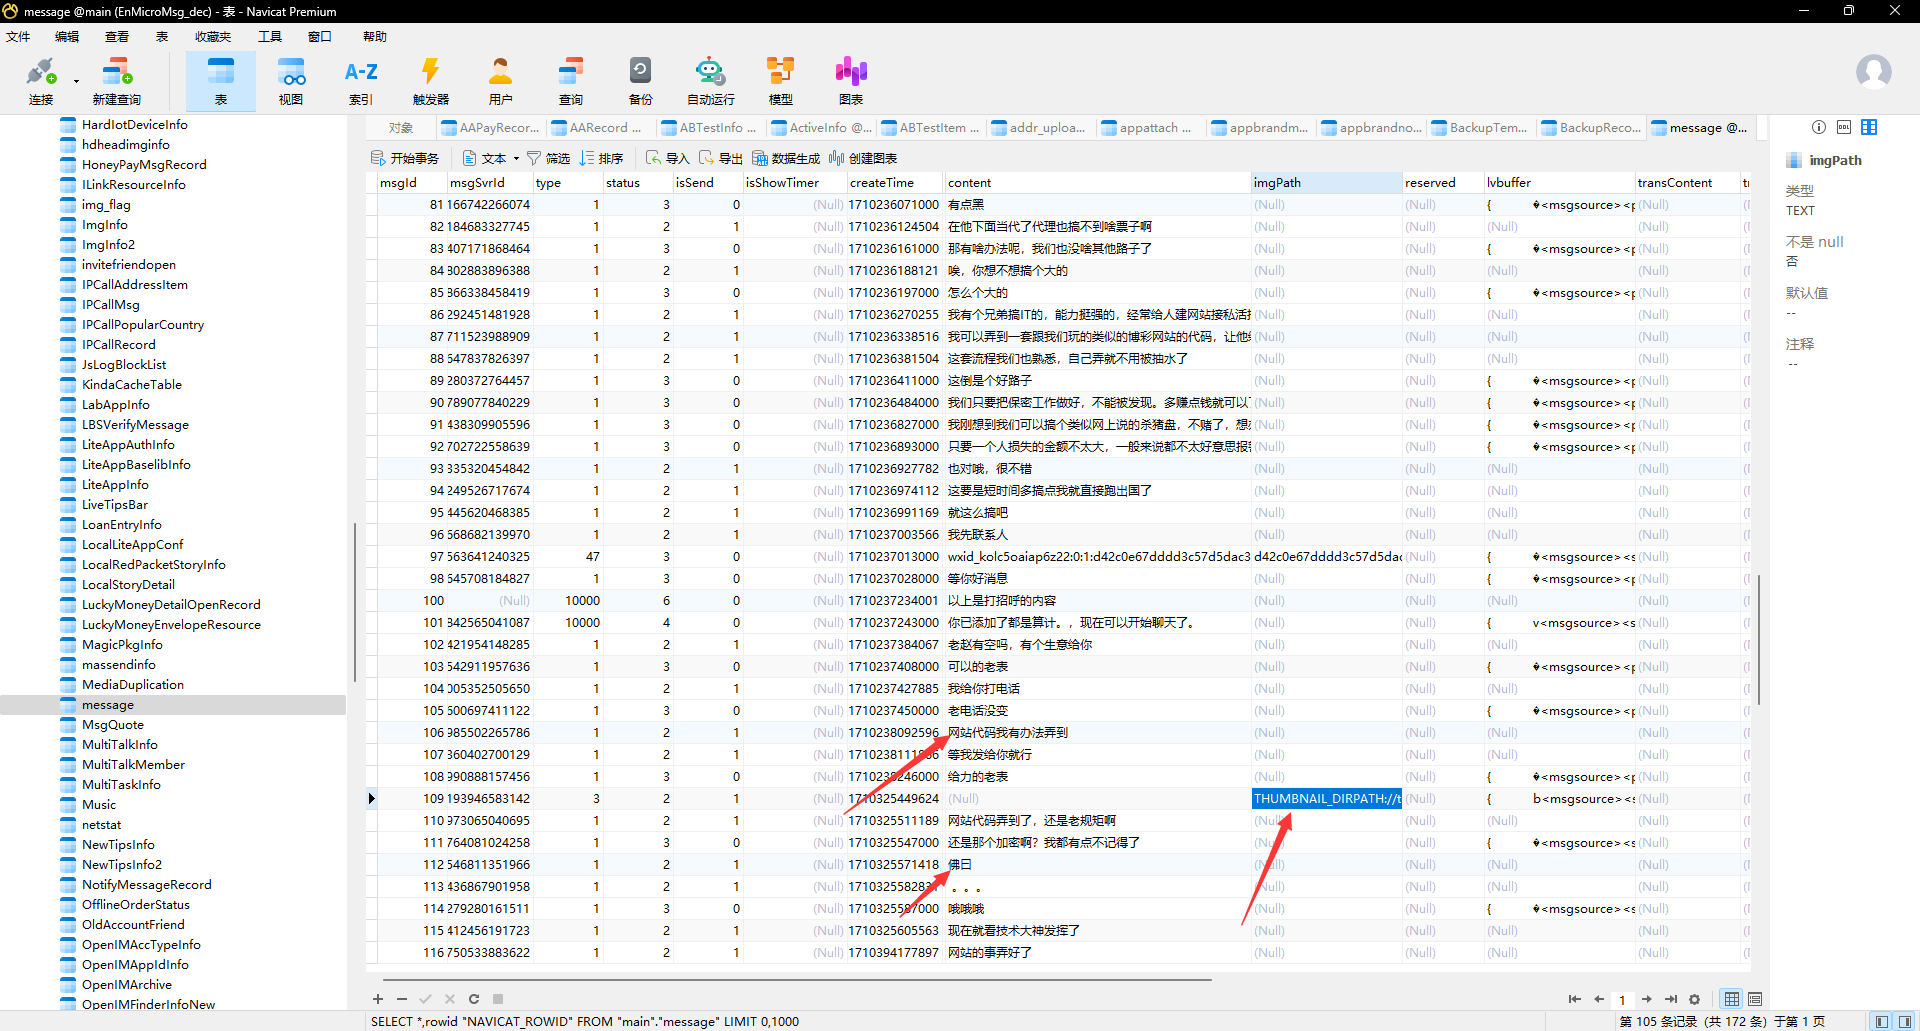 message @main (EnMicroMsg_dec) - 表 - Navicat Premium
文件 编辑 查看 表 收藏夹 工具 窗口 帮助
连接 新建查询 表 视图 索引 触发器 用户 查询 备份 自动运行 模型 图表
A-Z
HardIotDeviceInfo
hdheadimginfo
HoneyPayMsgRecord
ILinkResourceInfo
img_flag
ImgInfo
ImgInfo2
invitefriendopen
IPCallAddressItem
IPCallMsg
IPCallPopularCountry
IPCallRecord
JsLogBlockList
KindaCacheTable
LabAppInfo
LBSVerifyMessage
LiteAppAuthInfo
LiteAppBaselibInfo
LiteAppInfo
LiveTipsBar
LoanEntryInfo
LocalLiteAppConf
LocalRedPacketStoryInfo
LocalStoryDetail
LuckyMoneyDetailOpenRecord
LuckyMoneyEnvelopeResource
MagicPkgInfo
massendinfo
MediaDuplication
message
MsgQuote
MultiTalkInfo
MultiTalkMember
MultiTaskInfo
Music
netstat
NewTipsInfo
NewTipsInfo2
NotifyMessageRecord
OfflineOrderStatus
OldAccountFriend
OpenIMAccTypeInfo
OpenIMAppIdInfo
OpenIMArchive
OpenIMFinderInfoNew
对象 AAPayRecor... AARecord ... ABTestInfo ... ActiveInfo @... ABTestItem ... addr_uploa... appattach ... appbrandm... appbrandno... BackupTem... BackupReco... message @...
开始事务 文本 筛选 排序 导入 导出 数据生成 创建图表
msgId msgSvrId type status isSend isShowTimer createTime content imgPath reserved lvbuffer transContent
81 166742266074 1 3 0 (Null) 1710236071000 有点黑 (Null) (Null) { �<msgsource><p (Null)
82 184683327745 1 2 1 (Null) 1710236124504 在他下面当代了代理也搞不到啥票子啊 (Null) (Null) (Null) (Null)
83 407171868464 1 3 0 (Null) 1710236161000 那有啥办法呢，我们也没啥其他路子了 (Null) (Null) { �<msgsource><p (Null)
84 802883896388 1 2 1 (Null) 1710236188121 唉，你想不想搞个大的 (Null) (Null) (Null) (Null)
85 866338458419 1 3 0 (Null) 1710236197000 怎么个大的 (Null) (Null) { �<msgsource><p (Null)
86 292451481928 1 2 1 (Null) 1710236270255 我有个兄弟搞IT的，能力挺强的，经常给人建网站接私活 (Null) (Null) (Null) (Null)
87 711523988909 1 2 1 (Null) 1710236338516 我可以弄到一套跟我们玩的类似的博彩网站的代码，让他 (Null) (Null) (Null) (Null)
88 647837826397 1 2 1 (Null) 1710236381504 这套流程我们也熟悉，自己弄就不用被抽水了 (Null) (Null) (Null) (Null)
89 280372764457 1 3 0 (Null) 1710236411000 这倒是个好路子 (Null) (Null) { �<msgsource><p (Null)
90 789077840229 1 3 0 (Null) 1710236484000 我们只要把保密工作做好，不能被发现。多赚点钱就可以 (Null) (Null) { �<msgsource><p (Null)
91 438309905596 1 3 0 (Null) 1710236827000 我刚想到我们可以搞个类似网上说的杀猪盘，不赌了，想 (Null) (Null) { �<msgsource><p (Null)
92 702722558639 1 3 0 (Null) 1710236893000 只要一个人损失的金额不太大，一般来说都不太好意思报 (Null) (Null) { �<msgsource><p (Null)
93 335320454842 1 2 1 (Null) 1710236927782 也对哦，很不错 (Null) (Null) (Null) (Null)
94 249526717674 1 2 1 (Null) 1710236974112 这要是短时间多搞点我就直接跑出国了 (Null) (Null) (Null) (Null)
95 445620468385 1 2 1 (Null) 1710236991169 就这么搞吧 (Null) (Null) (Null) (Null)
96 668682139970 1 2 1 (Null) 1710237003566 我先联系人 (Null) (Null) (Null) (Null)
97 563641240325 47 3 0 (Null) 1710237013000 wxid_kolc5oaiap6z22:0:1:d42c0e67dddd3c57d5dac3 d42c0e67dddd3c57d5dac (Null) { �<msgsource><s (Null)
98 645708184827 1 3 0 (Null) 1710237028000 等你好消息 (Null) (Null) { �<msgsource><p (Null)
100 (Null) 10000 6 0 (Null) 1710237234001 以上是打招呼的内容 (Null) (Null) (Null) (Null)
101 842565041087 10000 4 0 (Null) 1710237243000 你已添加了都是算计。，现在可以开始聊天了。 (Null) (Null) { v<msgsource><s (Null)
102 421954148285 1 2 1 (Null) 1710237384067 老赵有空吗，有个生意给你 (Null) (Null) (Null) (Null)
103 542911957636 1 3 0 (Null) 1710237408000 可以的老表 (Null) (Null) { �<msgsource><p (Null)
104 005352505650 1 2 1 (Null) 1710237427885 我给你打电话 (Null) (Null) (Null) (Null)
105 600697411122 1 3 0 (Null) 1710237450000 老电话没变 (Null) (Null) { �<msgsource><p (Null)
106 985502265786 1 2 1 (Null) 1710238092596 网站代码我有办法弄到 (Null) (Null) (Null) (Null)
107 360402700129 1 2 1 (Null) 等我发给你就行 (Null) (Null) (Null) (Null)
108 990888157456 1 3 0 (Null) 1710238246000 给力的老表 (Null) (Null) { �<msgsource><p (Null)
109 193946583142 3 2 1 (Null) 1710325449624 (Null) THUMBNAIL_DIRPATH://t (Null) { b<msgsource><s (Null)
110 973065040695 1 2 1 (Null) 1710325511189 网站代码弄到了，还是老规矩啊 (Null) (Null) (Null) (Null)
111 764081024258 1 3 0 (Null) 1710325547000 还是那个加密啊？我都有点不记得了 (Null) (Null) { �<msgsource><s (Null)
112 546811351966 1 2 1 (Null) 1710325571418 佛曰 (Null) (Null) (Null) (Null)
113 436867901958 1 2 1 (Null) 。。。 (Null) (Null) (Null) (Null)
114 279280161511 1 3 0 (Null) 1710325587000 哦哦哦 (Null) (Null) { �<msgsource><s (Null)
115 412456191723 1 2 1 (Null) 1710325605563 现在就看技术大神发挥了 (Null) (Null) (Null) (Null)
116 750533883622 1 2 1 (Null) 1710394177897 网站的事弄好了 (Null) (Null) (Null) (Null)
imgPath
类型
TEXT
不是 null
否
默认值
--
注释
--
1
SELECT *,rowid "NAVICAT_ROWID" FROM "main"."message" LIMIT 0,1000
第 105 条记录 (共 172 条) 于第 1 页